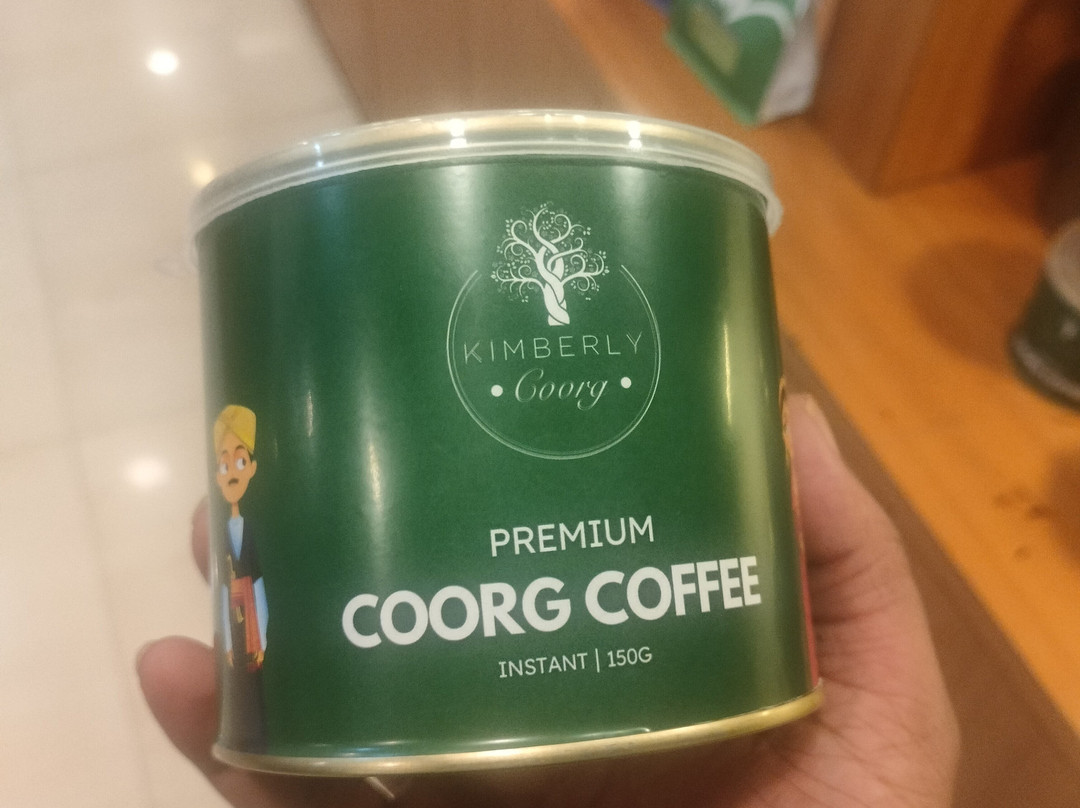 KIMBERLY
Coorg
PREMIUM
COORG COFFEE
INSTANT | 150G